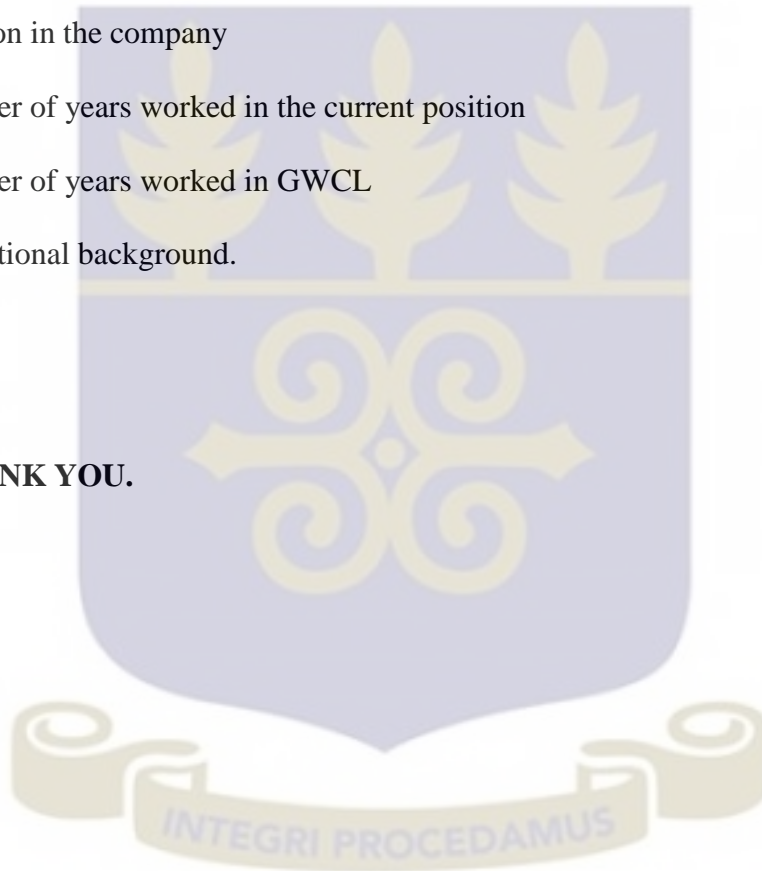 on in the company
er of years worked in the current position
er of years worked in GWCL
tional background.
NK YOU.
INTEGRI PROCEDAMUS